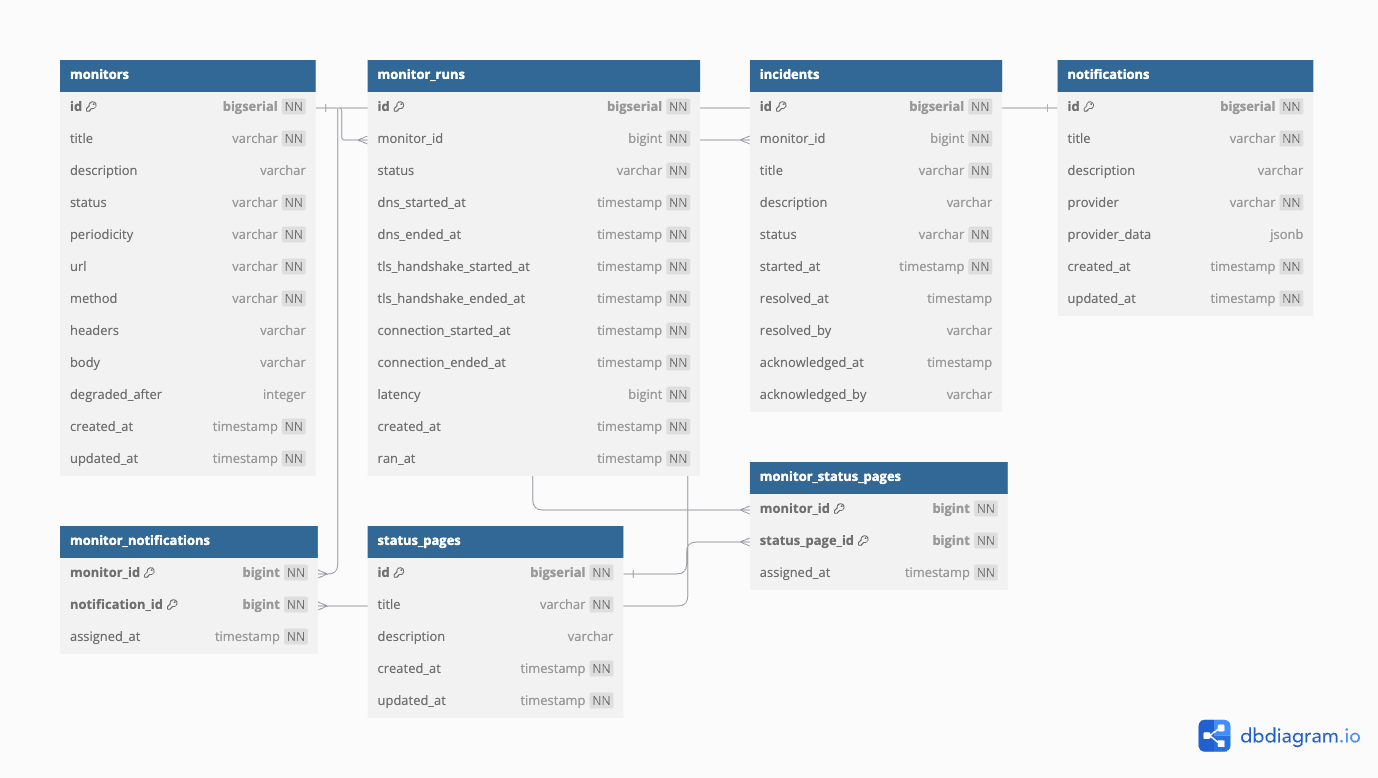 monitors
id bigserial NN
title varchar NN
description varchar
status varchar NN
periodicity varchar NN
url varchar NN
method varchar NN
headers varchar
body varchar
degraded_after integer
created_at timestamp NN
updated_at timestamp NN
monitor_runs
id bigserial NN
monitor_id bigint NN
status varchar NN
dns_started_at timestamp NN
dns_ended_at timestamp NN
tls_handshake_started_at timestamp NN
tls_handshake_ended_at timestamp NN
connection_started_at timestamp NN
connection_ended_at timestamp NN
latency bigint NN
created_at timestamp NN
ran_at timestamp NN
incidents
id bigserial NN
monitor_id bigint NN
title varchar NN
description varchar
status varchar NN
started_at timestamp NN
resolved_at timestamp
resolved_by varchar
acknowledged_at timestamp
acknowledged_by varchar
notifications
id bigserial NN
title varchar NN
description varchar
provider varchar NN
provider_data jsonb
created_at timestamp NN
updated_at timestamp NN
monitor_notifications
monitor_id bigint NN
notification_id bigint NN
assigned_at timestamp NN
status_pages
id bigserial NN
title varchar NN
description varchar
created_at timestamp NN
updated_at timestamp NN
monitor_status_pages
monitor_id bigint NN
status_page_id bigint NN
assigned_at timestamp NN
dbdiagram.io